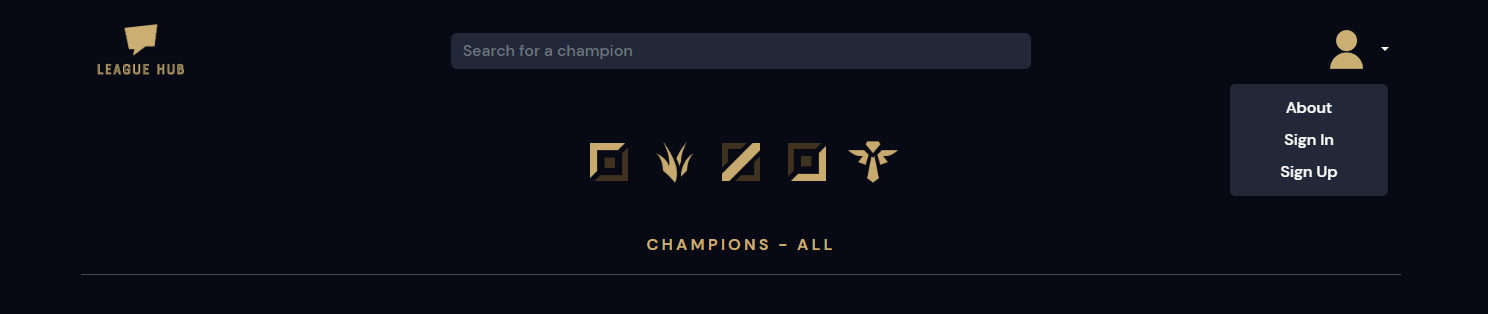 LEAGUE HUB
Search for a champion
About
Sign In
Sign Up
CHAMPIONS - ALL